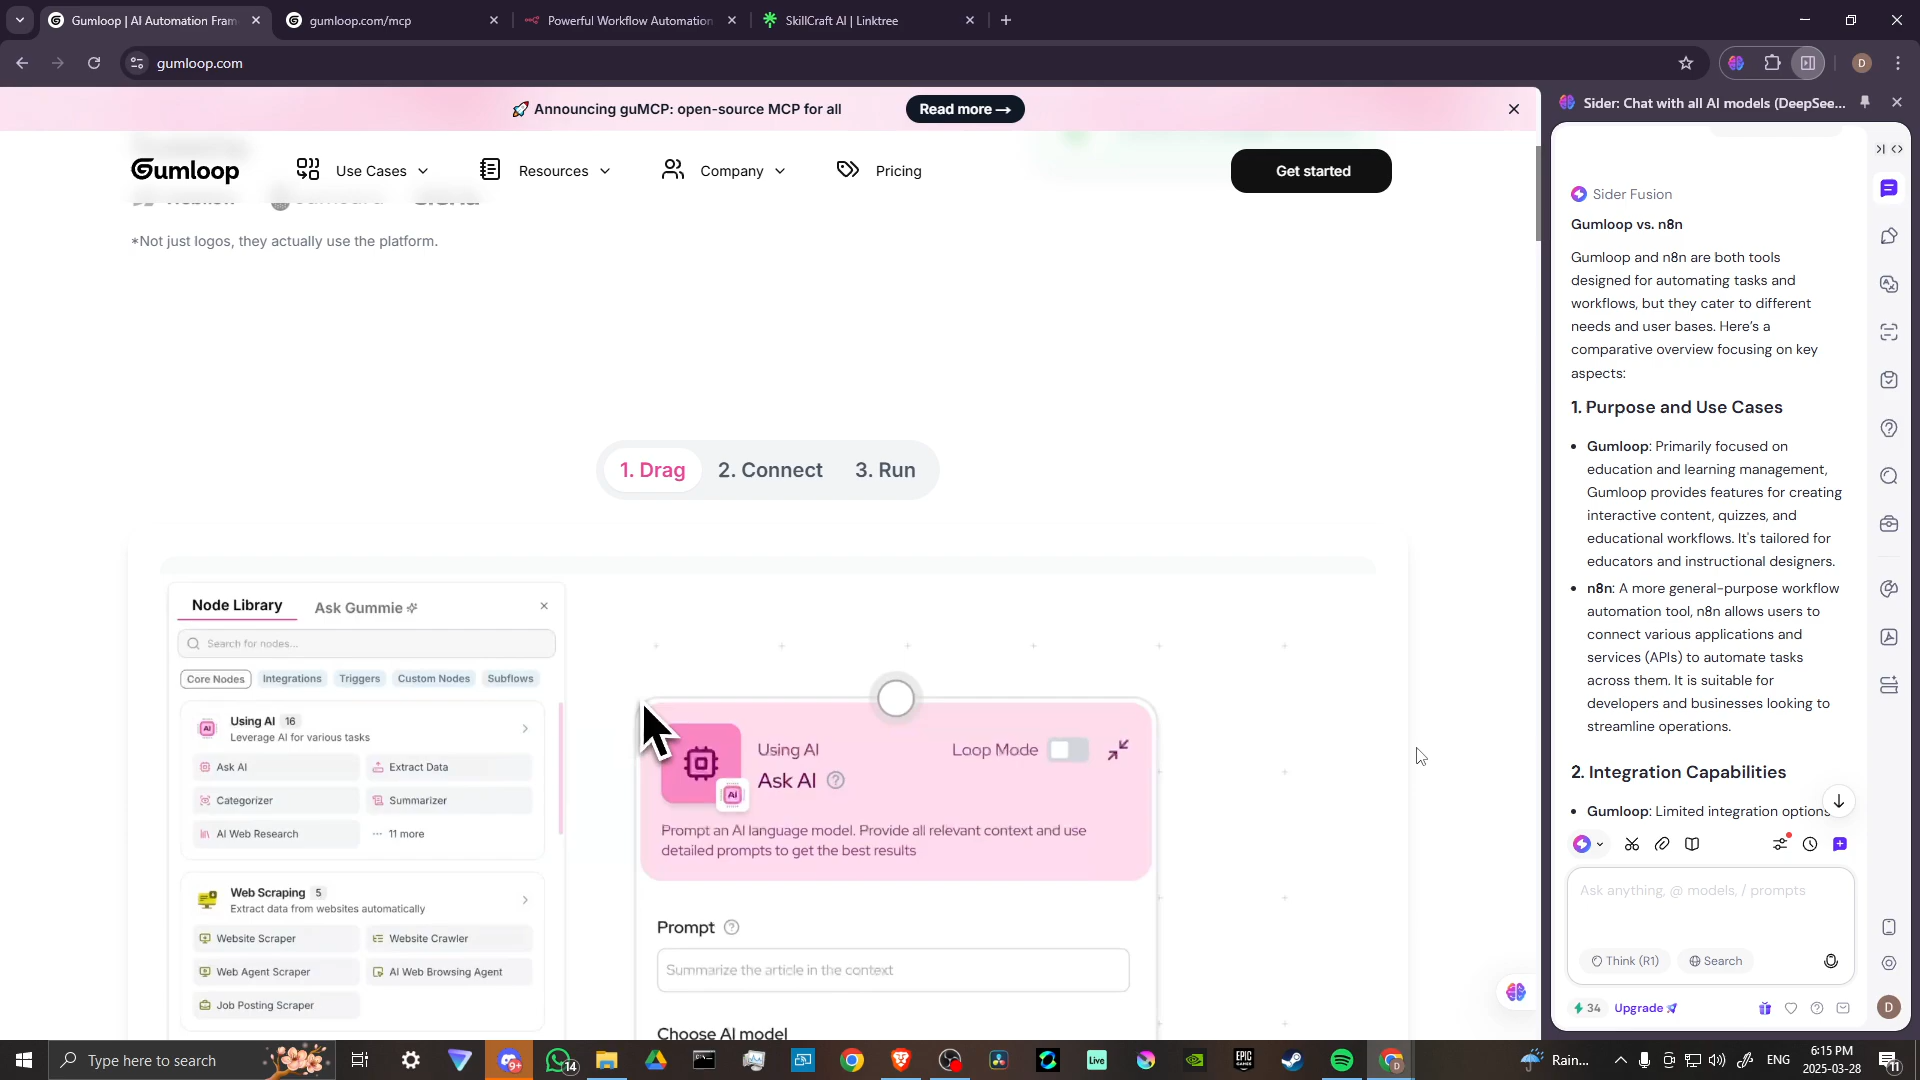 Gumloop | AI Automation Fram
gumloop.com/mcp
Powerful Workflow Automation
SkillCraft AI | Linktree
gumloop.com
D
🚀 Announcing guMCP: open-source MCP for all
Read more →
Gumloop
Use Cases
Resources
Company
Pricing
Get started
*Not just logos, they actually use the platform.
1. Drag
2. Connect
3. Run
Node Library
Ask Gummie
Search for nodes...
Core Nodes
Integrations
Triggers
Custom Nodes
Subflows
Using AI 16
Leverage AI for various tasks
Ask AI
Extract Data
Categorizer
Summarizer
AI Web Research
··· 11 more
Web Scraping 5
Extract data from websites automatically
Website Scraper
Website Crawler
Web Agent Scraper
AI Web Browsing Agent
Job Posting Scraper
Using AI
Loop Mode
Ask AI
Ai
Prompt an AI language model. Provide all relevant context and use
detailed prompts to get the best results
Prompt
Summarize the article in the context
Choose AI model
Sider: Chat with all AI models (DeepSee...
Sider Fusion
Gumloop vs. n8n
Gumloop and n8n are both tools
designed for automating tasks and
workflows, but they cater to different
needs and user bases. Here's a
comparative overview focusing on key
aspects:
1. Purpose and Use Cases
• Gumloop: Primarily focused on
education and learning management,
Gumloop provides features for creating
interactive content, quizzes, and
educational workflows. It's tailored for
educators and instructional designers.
• n8n: A more general-purpose workflow
automation tool, n8n allows users to
connect various applications and
services (APIs) to automate tasks
across them. It is suitable for
developers and businesses looking to
streamline operations.
2. Integration Capabilities
• Gumloop: Limited integration options
Ask anything, @ models, / prompts
Think (R1)
Search
34
Upgrade
D
Type here to search
9+
14
live
EPIC
GAMES
D
Rain...
ENG
6:15 PM
2025-03-28
11